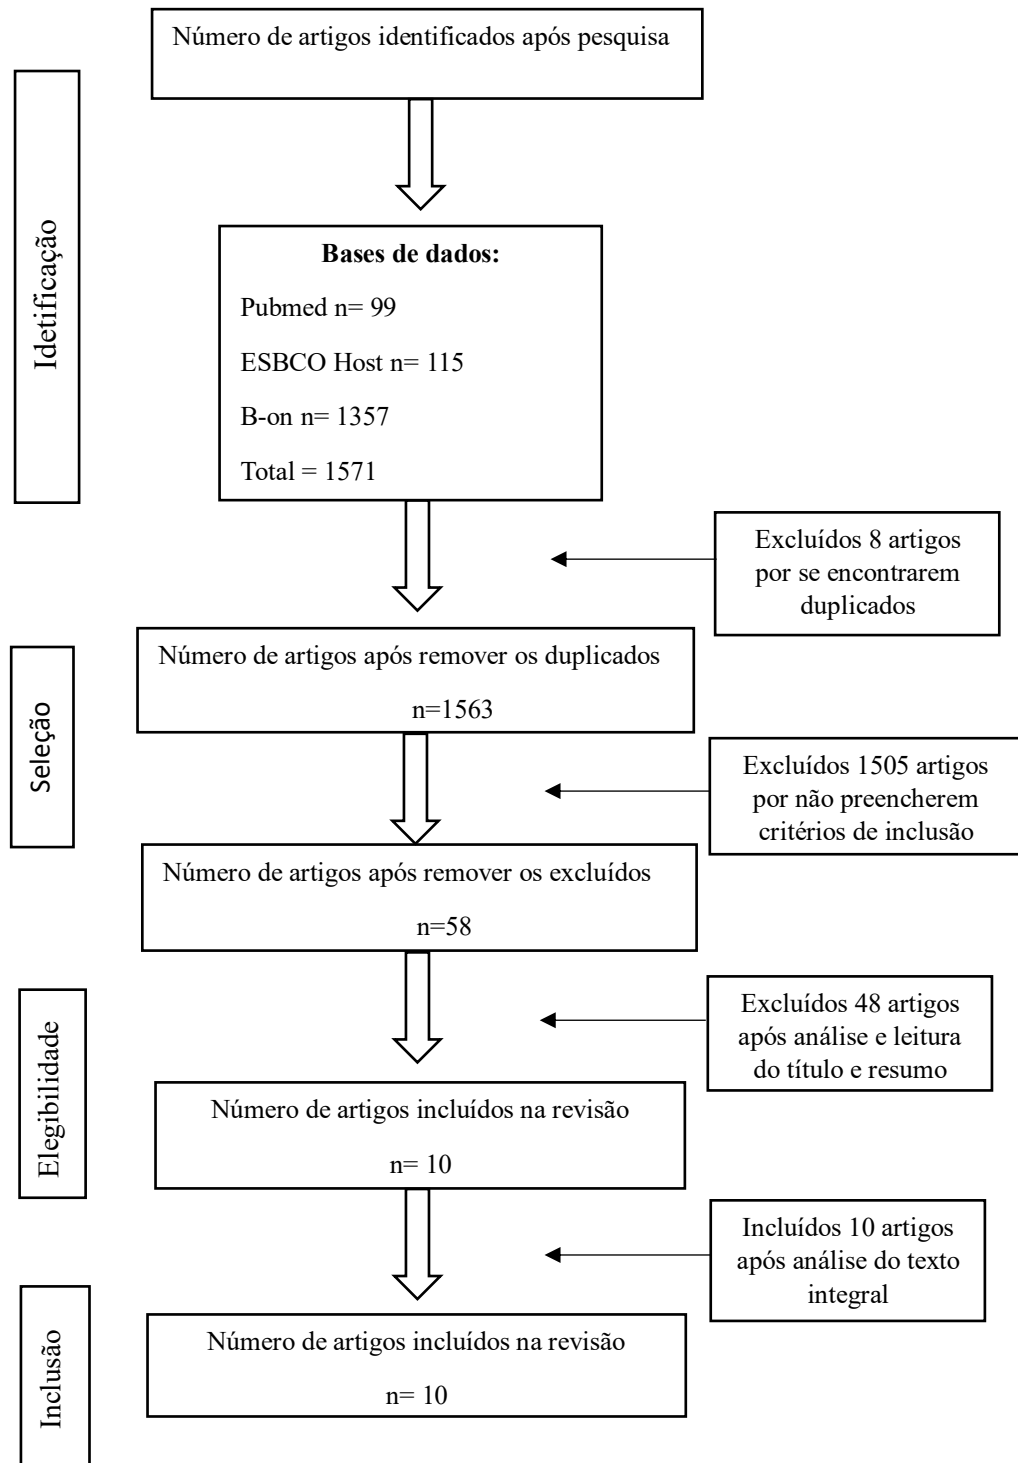 Número de artigos identificados após pesquisa
Idetificação
Bases de dados:
Pubmed n= 99
ESBCO Host n= 115
B-on n= 1357
Total = 1571
Excluídos 8 artigos
por se encontrarem
duplicados
Número de artigos após remover os duplicados
n=1563
Seleção
Excluídos 1505 artigos
por não preencherem
critérios de inclusão
Número de artigos após remover os excluídos
n=58
Excluídos 48 artigos
após análise e leitura
do título e resumo
Elegibilidade
Número de artigos incluídos na revisão
n= 10
Incluídos 10 artigos
após análise do texto
integral
Inclusão
Número de artigos incluídos na revisão
n= 10